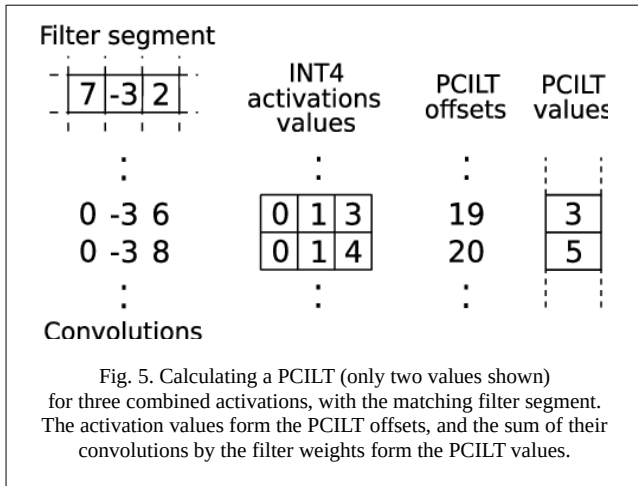 Filter segment
7 -3 2
INT4
activations
values
PCILT
offsets
PCILT
values
0 -3 6
0 1 3
19
3
0 -3 8
0 1 4
20
5
Convolutions
Fig. 5. Calculating a PCILT (only two values shown)
for three combined activations, with the matching filter segment.
The activation values form the PCILT offsets, and the sum of their
convolutions by the filter weights form the PCILT values.